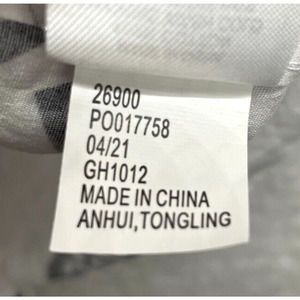 26900
PO017758
04/21
GH1012
MADE IN CHINA
ANHUI,TONGLING